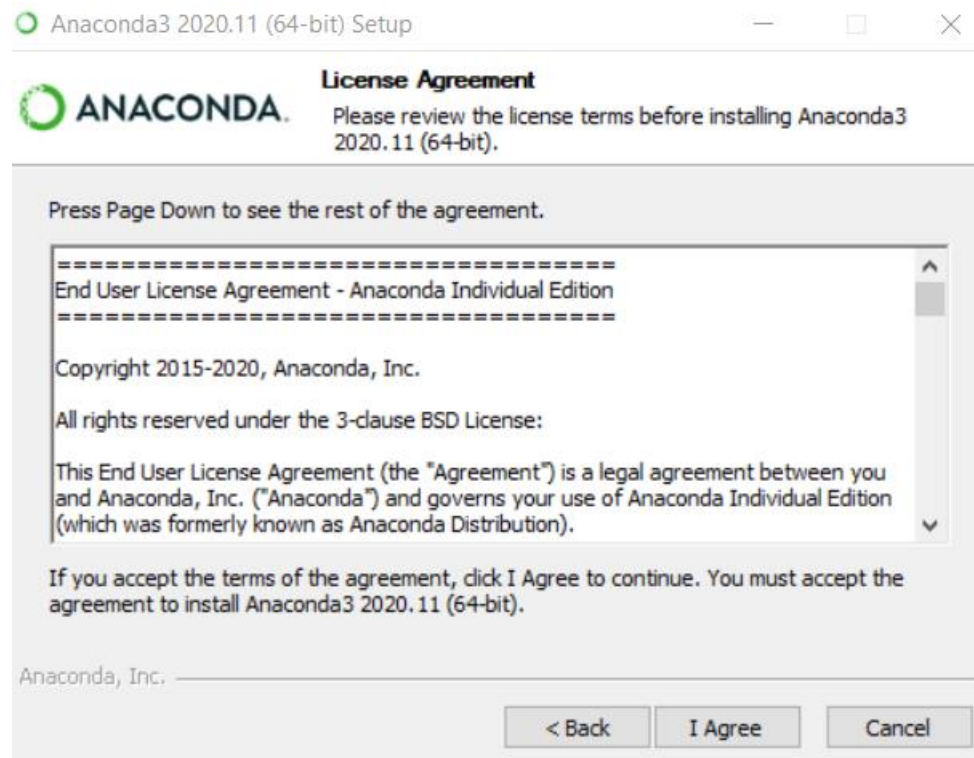 Anaconda3 2020.11 (64-bit) Setup
ANACONDA.
License Agreement
Please review the license terms before installing Anaconda3
2020.11 (64-bit).
Press Page Down to see the rest of the agreement.
===================================
End User License Agreement - Anaconda Individual Edition
===================================
Copyright 2015-2020, Anaconda, Inc.
All rights reserved under the 3-clause BSD License:
This End User License Agreement (the "Agreement") is a legal agreement between you
and Anaconda, Inc. ("Anaconda") and governs your use of Anaconda Individual Edition
(which was formerly known as Anaconda Distribution).
If you accept the terms of the agreement, click I Agree to continue. You must accept the
agreement to install Anaconda3 2020.11 (64-bit).
Anaconda, Inc.
< Back
I Agree
Cancel